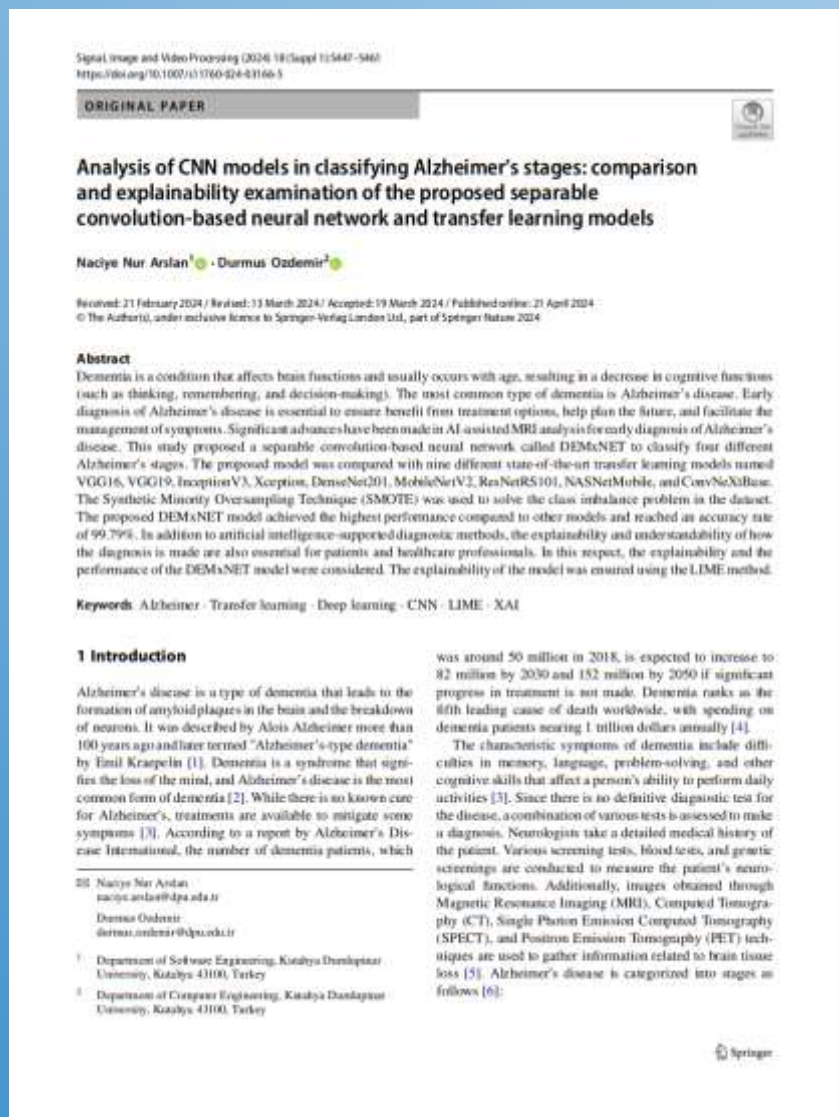 Signal, Image and Video Processing (2024) 18 (Suppl 1):5447–5461
https://doi.org/10.1007/s11760-024-03166-5
ORIGINAL PAPER
Analysis of CNN models in classifying Alzheimer's stages: comparison
and explainability examination of the proposed separable
convolution-based neural network and transfer learning models
Naciye Nur Arslan1 · Durmus Ozdemir2
Received: 21 February 2024 / Revised: 13 March 2024 / Accepted: 19 March 2024 / Published online: 21 April 2024
© The Author(s), under exclusive licence to Springer-Verlag London Ltd., part of Springer Nature 2024
Abstract
Dementia is a condition that affects brain functions and usually occurs with age, resulting in a decrease in cognitive functions
(such as thinking, remembering, and decision-making). The most common type of dementia is Alzheimer's disease. Early
diagnosis of Alzheimer's disease is essential to ensure benefit from treatment options, help plan the future, and facilitate the
management of symptoms. Significant advances have been made in AI-assisted MRI analysis for early diagnosis of Alzheimer's
disease. This study proposed a separable convolution-based neural network called DEMxNET to classify four different
Alzheimer's stages. The proposed model was compared with nine different state-of-the-art transfer learning models named
VGG16, VGG19, InceptionV3, Xception, DenseNet201, MobileNetV2, ResNetRS101, NASNetMobile, and ConvNeXtBase.
The Synthetic Minority Oversampling Technique (SMOTE) was used to solve the class imbalance problem in the dataset.
The proposed DEMxNET model achieved the highest performance compared to other models and reached an accuracy rate
of 99.79%. In addition to artificial intelligence-supported diagnostic methods, the explainability and understandability of how
the diagnosis is made are also essential for patients and healthcare professionals. In this respect, the explainability and the
performance of the DEMxNET model were considered. The explainability of the model was ensured using the LIME method.
Keywords Alzheimer · Transfer learning · Deep learning · CNN · LIME · XAI
1 Introduction
Alzheimer's disease is a type of dementia that leads to the
formation of amyloid plaques in the brain and the breakdown
of neurons. It was described by Alois Alzheimer more than
100 years ago and later termed "Alzheimer's-type dementia"
by Emil Kraepelin [1]. Dementia is a syndrome that signi-
fies the loss of the mind, and Alzheimer's disease is the most
common form of dementia [2]. While there is no known cure
for Alzheimer's, treatments are available to mitigate some
symptoms [3]. According to a report by Alzheimer's Dis-
ease International, the number of dementia patients, which
✉ Naciye Nur Arslan
naciye.arslan@dpu.edu.tr
Durmus Ozdemir
durmus.ozdemir@dpu.edu.tr
1 Department of Software Engineering, Kutahya Dumlupinar
University, Kutahya 43100, Turkey
2 Department of Computer Engineering, Kutahya Dumlupinar
University, Kutahya 43100, Turkey
was around 50 million in 2018, is expected to increase to
82 million by 2030 and 152 million by 2050 if significant
progress in treatment is not made. Dementia ranks as the
fifth leading cause of death worldwide, with spending on
dementia patients nearing 1 trillion dollars annually [4].
The characteristic symptoms of dementia include diffi-
culties in memory, language, problem-solving, and other
cognitive skills that affect a person's ability to perform daily
activities [3]. Since there is no definitive diagnostic test for
the disease, a combination of various tests is assessed to make
a diagnosis. Neurologists take a detailed medical history of
the patient. Various screening tests, blood tests, and genetic
screenings are conducted to measure the patient's neuro-
logical functions. Additionally, images obtained through
Magnetic Resonance Imaging (MRI), Computed Tomogra-
phy (CT), Single Photon Emission Computed Tomography
(SPECT), and Positron Emission Tomography (PET) tech-
niques are used to gather information related to brain tissue
loss [5]. Alzheimer's disease is categorized into stages as
follows [6]:
Springer